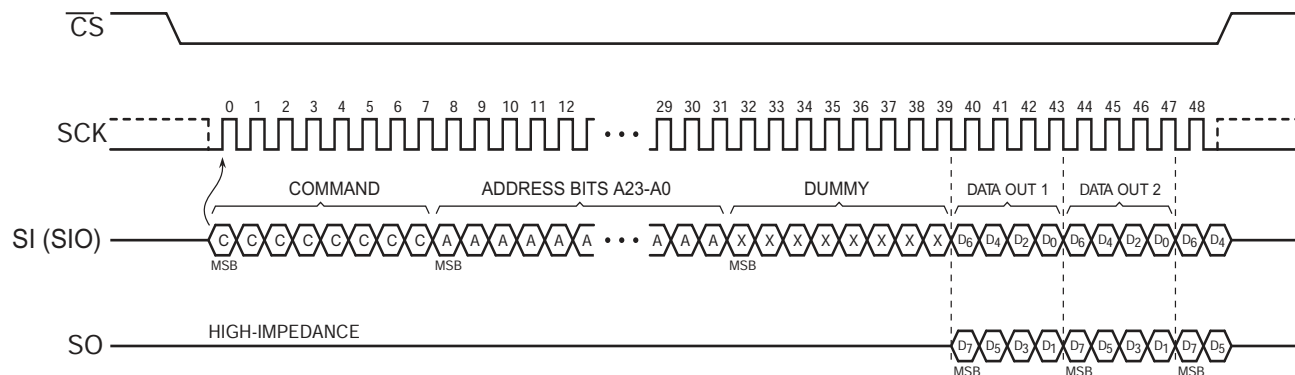 CS
0 1 2 3 4 5 6 7 8 9 10 11 12 29 30 31 32 33 34 35 36 37 38 39 40 41 42 43 44 45 46 47 48
SCK
COMMAND ADDRESS BITS A23-A0 DUMMY DATA OUT 1 DATA OUT 2
SI (SIO) C C C C C C C C A A A A A A A A A X X X X X X X X D6 D4 D2 D0 D6 D4 D2 D0 D6 D4
MSB MSB MSB
HIGH-IMPEDANCE
SO D7 D5 D3 D1 D7 D5 D3 D1 D7 D5
MSB MSB MSB